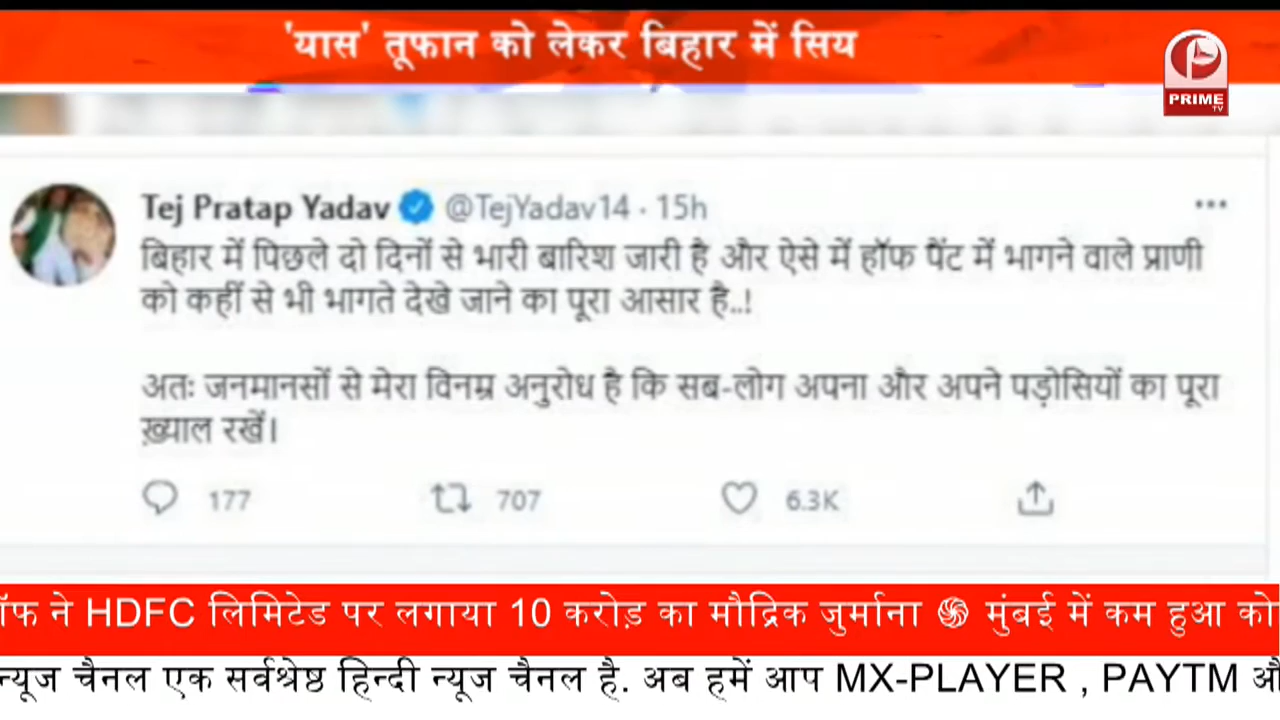 'यास' तूफान को लेकर बिहार में सिय
PRIME
TV
Tej Pratap Yadav @TejYadav14 · 15h
बिहार में पिछले दो दिनों से भारी बारिश जारी है और ऐसे में हॉफ पैंट में भागने वाले प्राणी
को कहीं से भी भागते देखे जाने का पूरा आसार है..!
अतः जनमानसों से मेरा विनम्र अनुरोध है कि सब-लोग अपना और अपने पड़ोसियों का पूरा
ख़्याल रखें।
177 707 6.3K
ॉफ ने HDFC लिमिटेड पर लगाया 10 करोड़ का मौद्रिक जुर्माना ֍ मुंबई में कम हुआ को
न्यूज चैनल एक सर्वश्रेष्ठ हिन्दी न्यूज चैनल है. अब हमें आप MX-PLAYER , PAYTM औ